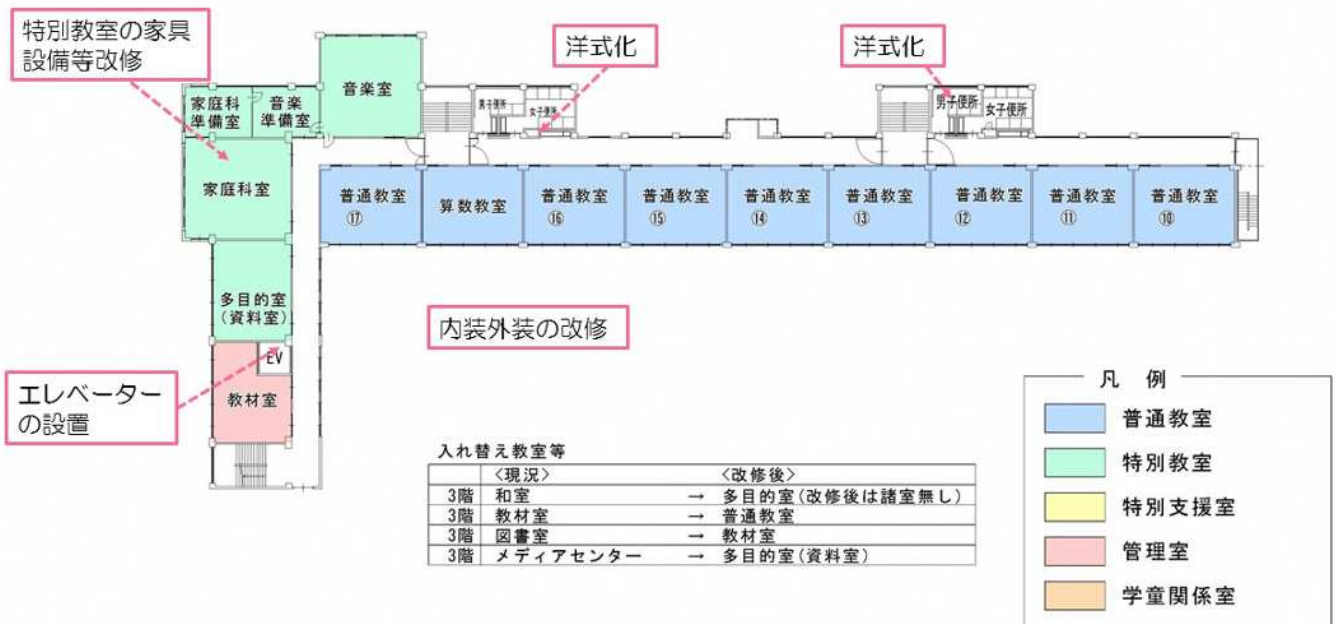 特別教室の家具
設備等改修
洋式化
洋式化
家庭科
準備室
音楽
準備室
音楽室
男子便所
女子便所
男子便所
女子便所
家庭科室
普通教室
⑰
算数教室
普通教室
⑯
普通教室
⑮
普通教室
⑭
普通教室
⑬
普通教室
⑫
普通教室
⑪
普通教室
⑩
多目的室
(資料室)
内装外装の改修
EV
エレベーター
の設置
教材室
入れ替え教室等
<現況> <改修後>
3階 和室 → 多目的室(改修後は諸室無し)
3階 教材室 → 普通教室
3階 図書室 → 教材室
3階 メディアセンター → 多目的室(資料室)
凡 例
普通教室
特別教室
特別支援室
管理室
学童関係室